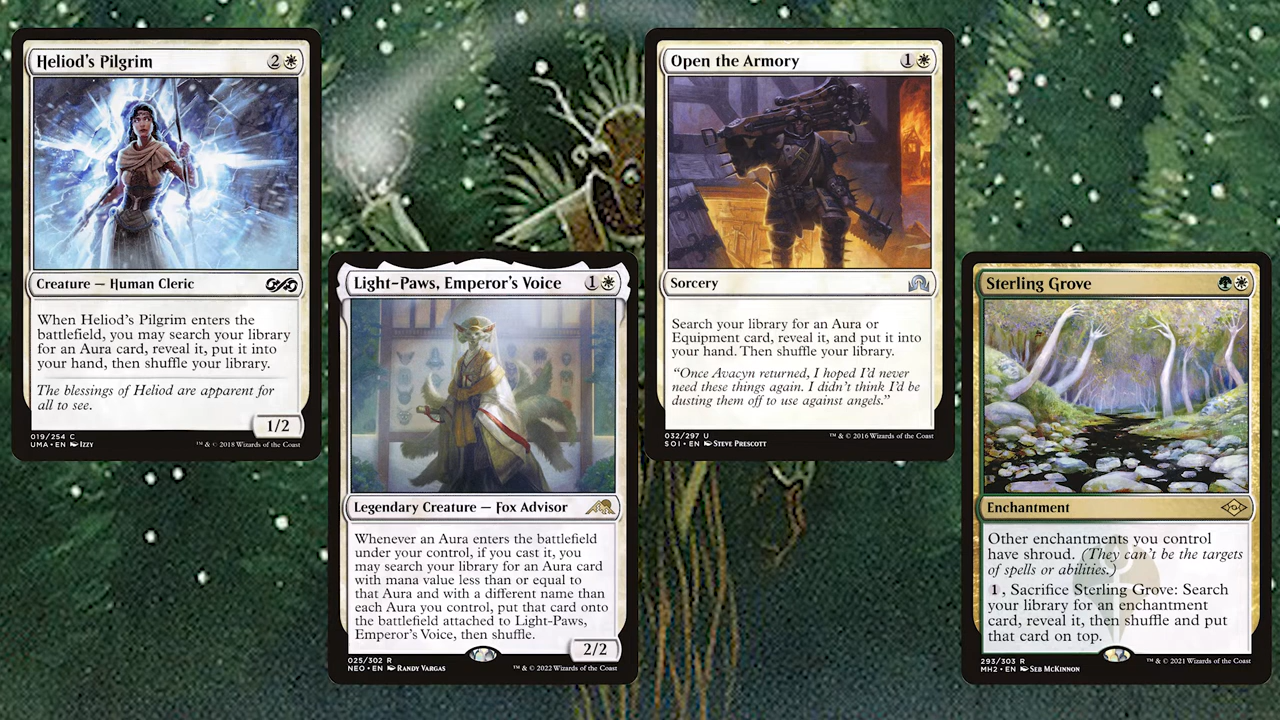 Heliod's Pilgrim 2
Creature — Human Cleric
When Heliod's Pilgrim enters the
battlefield, you may search your library
for an Aura card, reveal it, put it into
your hand, then shuffle your library.
The blessings of Heliod are apparent for
all to see.
1/2
019/254 C
UMA • EN Izzy
™ & © 2018 Wizards of the Coast
Light-Paws, Emperor's Voice 1
Legendary Creature — Fox Advisor
Whenever an Aura enters the battlefield
under your control, if you cast it, you
may search your library for an Aura card
with mana value less than or equal to
that Aura and with a different name than
each Aura you control, put that card onto
the battlefield attached to Light-Paws,
Emperor's Voice, then shuffle.
2/2
025/302 R
NEO • EN Randy Vargas
™ & © 2022 Wizards of the Coast
Open the Armory 1
Sorcery
Search your library for an Aura or
Equipment card, reveal it, and put it into
your hand. Then shuffle your library.
"Once Avacyn returned, I hoped I'd never
need these things again. I didn't think I'd be
dusting them off to use against angels."
032/297 U
SOI • EN Steve Prescott
™ & © 2016 Wizards of the Coast
Sterling Grove
Enchantment
Other enchantments you control
have shroud. (They can't be the targets
of spells or abilities.)
1, Sacrifice Sterling Grove: Search
your library for an enchantment
card, reveal it, then shuffle and put
that card on top.
293/303 R
MH2 • EN Seb McKinnon
™ & © 2021 Wizards of the Coast